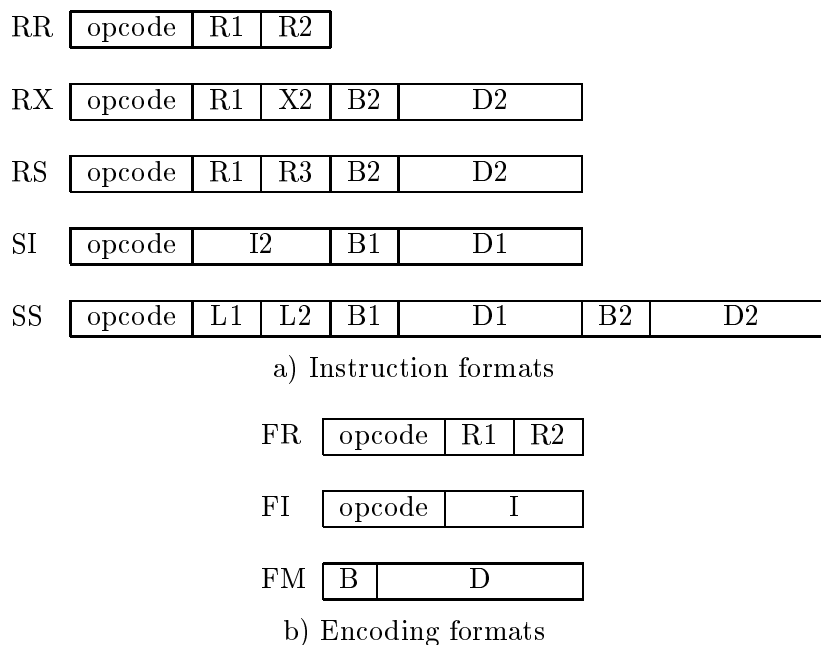 RR opcode R1 R2
RX opcode R1 X2 B2 D2
RS opcode R1 R3 B2 D2
SI opcode I2 B1 D1
SS opcode L1 L2 B1 D1 B2 D2
a) Instruction formats
FR opcode R1 R2
FI opcode I
FM B D
b) Encoding formats